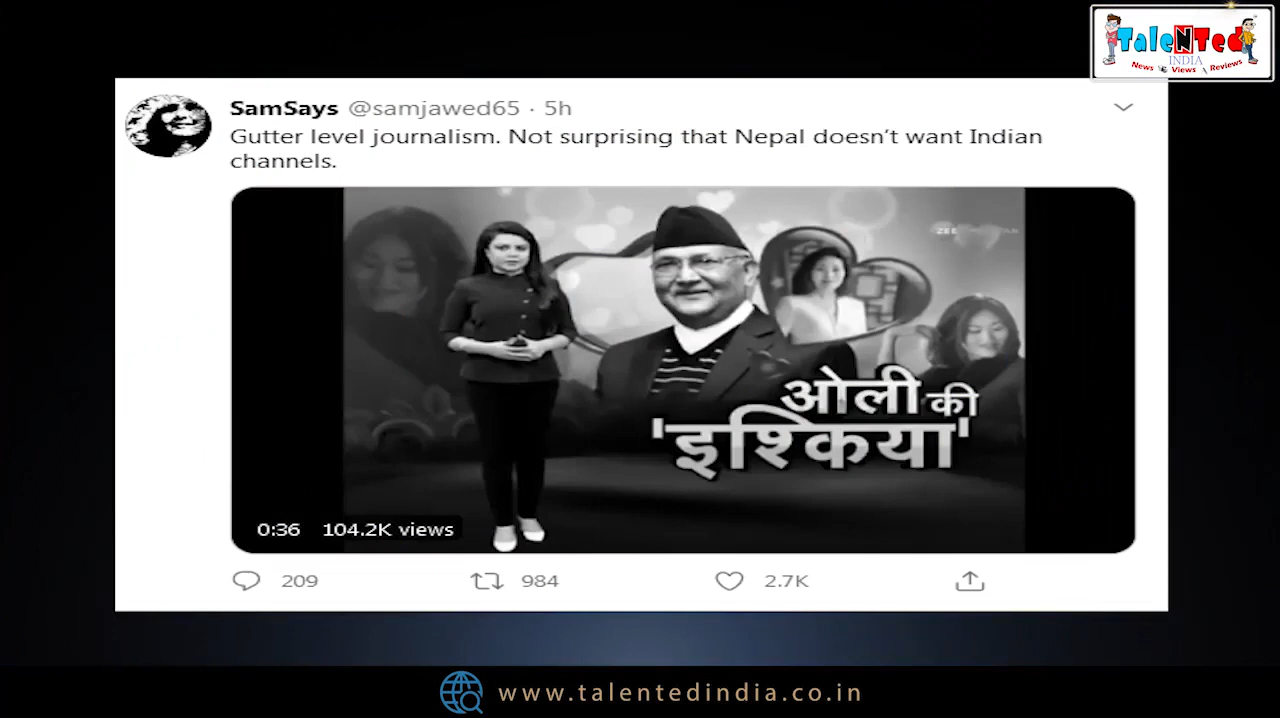 TaleNTed
INDIA
News Views Reviews
SamSays @samjawed65 · 5h
Gutter level journalism. Not surprising that Nepal doesn't want Indian
channels.
ओली की
'इश्किया'
0:36 104.2K views
209 984 2.7K
www.talentedindia.co.in